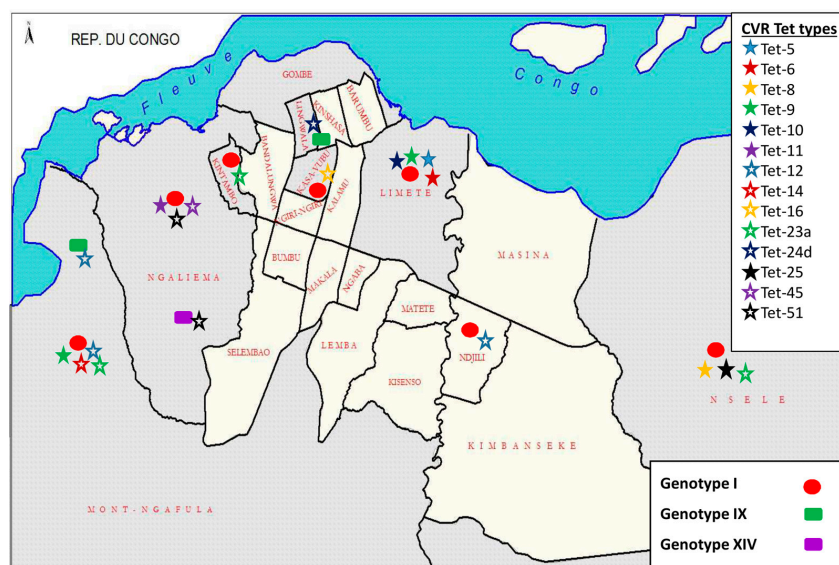 N
REP. DU CONGO
Fleuve
Congo
GOMBE
LINGWALA
KINSHASA
BARUMBU
KINTAMBO
BANDALUNGWA
KASA-VUBU
NGIRI-NGIRI
KALAMU
LIMETE
NGALIEMA
BUMBU
MAKALA
NGARA
MASINA
MATETE
SELEMBAO
LEMBA
KISENSO
NDJILI
NSELE
KIMBANSEKE
MONT-NGAFULA
CVR Tet types
Tet-5
Tet-6
Tet-8
Tet-9
Tet-10
Tet-11
Tet-12
Tet-14
Tet-16
Tet-23a
Tet-24d
Tet-25
Tet-45
Tet-51
Genotype I
Genotype IX
Genotype XIV